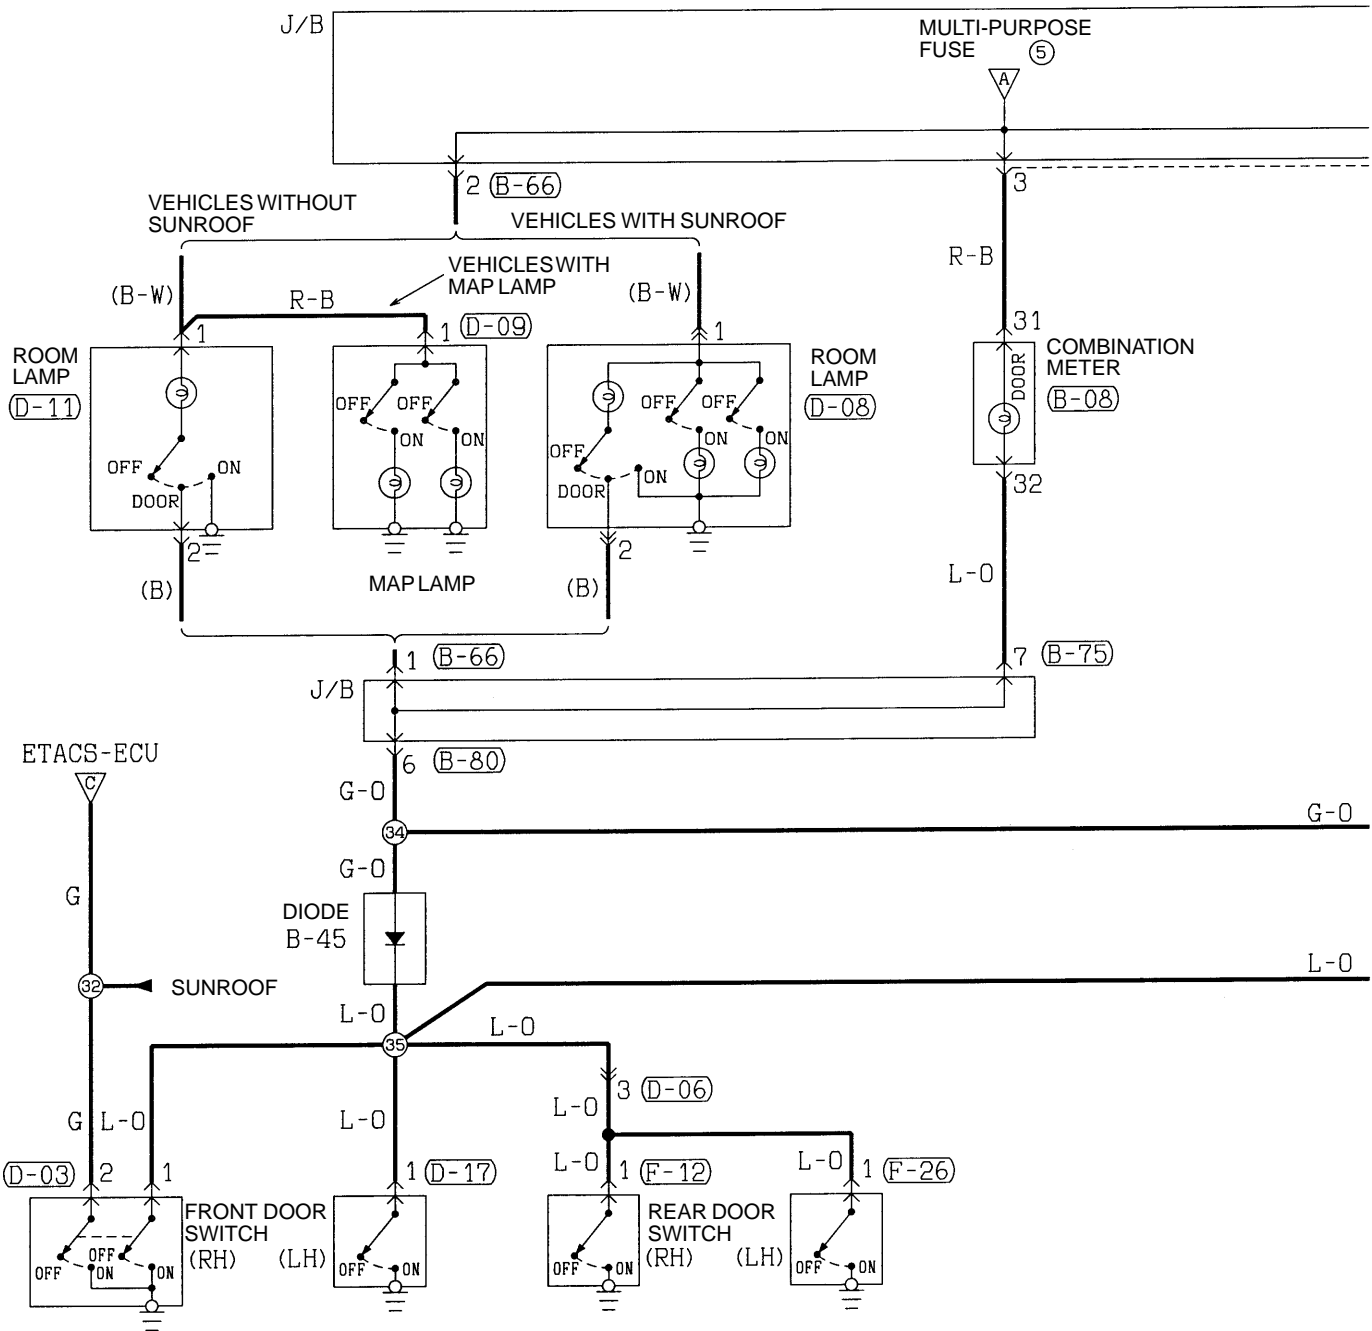 J/B
MULTI-PURPOSE
FUSE 5
A
2 B-66
3
VEHICLES WITHOUT
SUNROOF
VEHICLES WITH SUNROOF
VEHICLES WITH
MAP LAMP
(B-W)
R-B
(B-W)
R-B
1
1 D-09
1
31
ROOM
LAMP
D-11
OFF
ON
DOOR
2
OFF
OFF
ON
ON
MAP LAMP
OFF
OFF
ON
ON
OFF
ON
DOOR
2
ROOM
LAMP
D-08
DOOR
COMBINATION
METER
B-08
32
(B)
(B)
L-O
1 B-66
7 B-75
J/B
6 B-80
ETACS-ECU
C
G-O
34
G-O
G-O
G
DIODE
B-45
32
SUNROOF
L-O
L-O
35
L-O
3 D-06
G
L-O
L-O
L-O
L-O
L-O
D-03 2
1
1 D-17
1 F-12
1 F-26
OFF
ON
OFF
ON
FRONT DOOR
SWITCH
(RH)
(LH)
OFF
ON
OFF
ON
REAR DOOR
SWITCH
(RH)
(LH)
OFF
ON